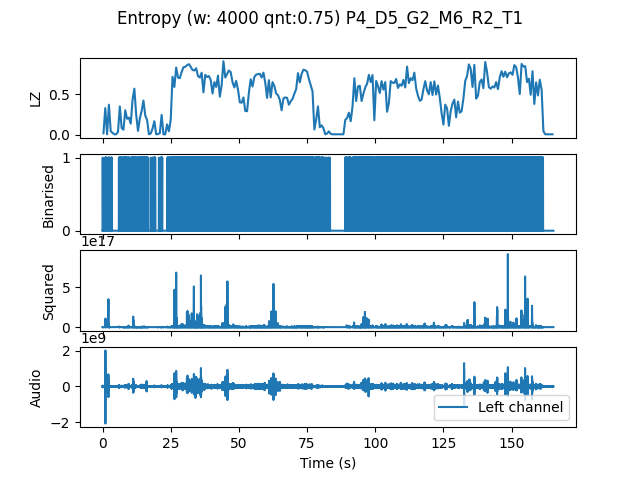 Entropy (w: 4000 qnt:0.75) P4_D5_G2_M6_R2_T1
LZ
0.5
0.0
Binarised
1
0
1e17
Squared
5
0
1e9
Audio
2
0
−2
Left channel
0 25 50 75 100 125 150
Time (s)